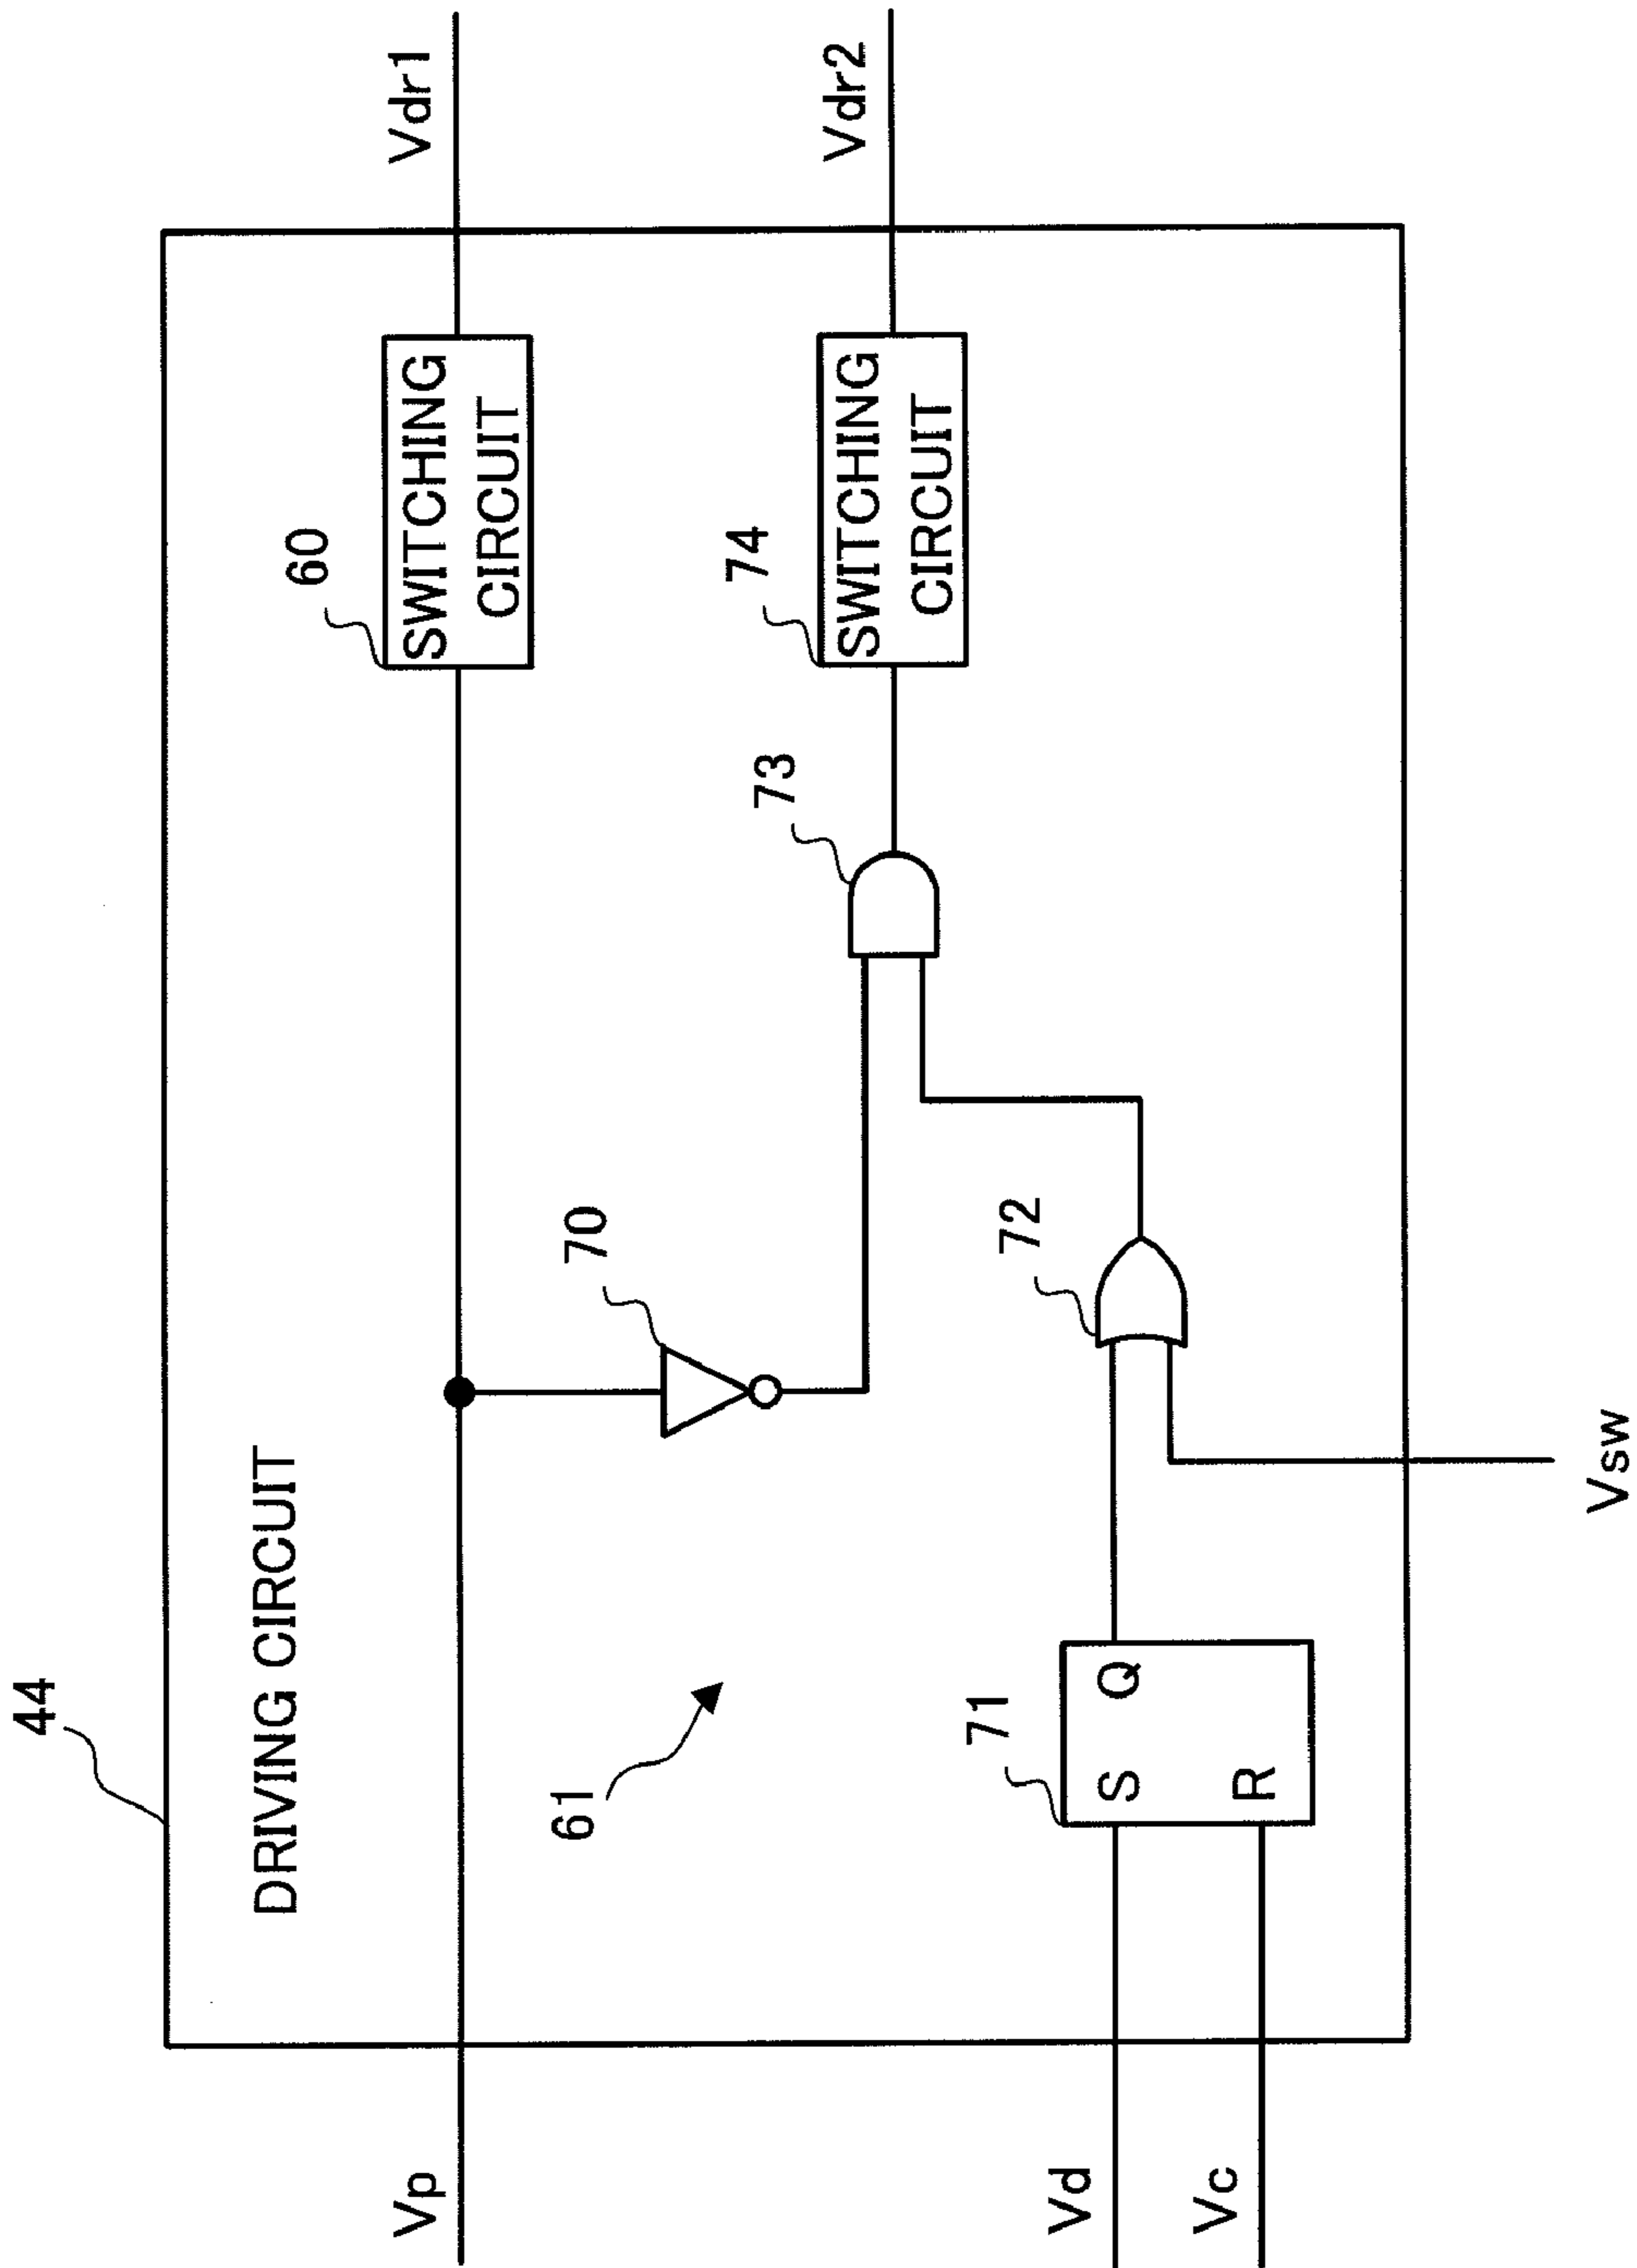 44
DRIVING CIRCUIT
Vp
60
SWITCHING
CIRCUIT
Vdr1
61
70
73
74
SWITCHING
CIRCUIT
Vdr2
Vd
Vc
71
S
Q
R
72
Vsw